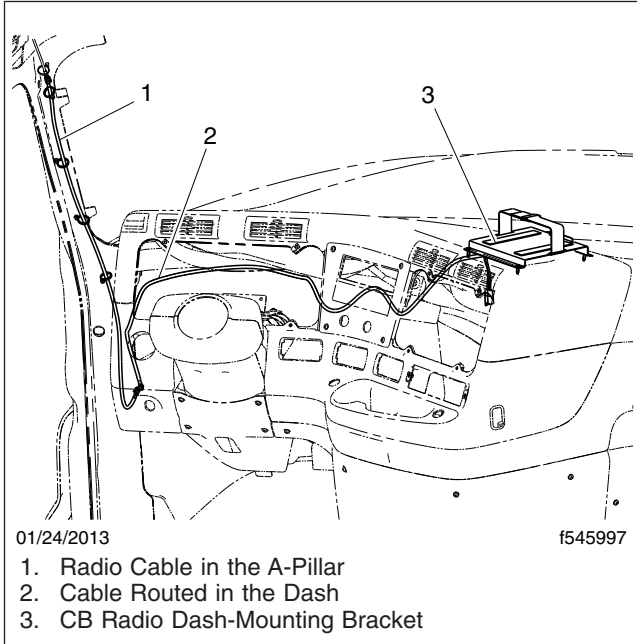 1
2
3
01/24/2013 f545997
1. Radio Cable in the A-Pillar
2. Cable Routed in the Dash
3. CB Radio Dash-Mounting Bracket